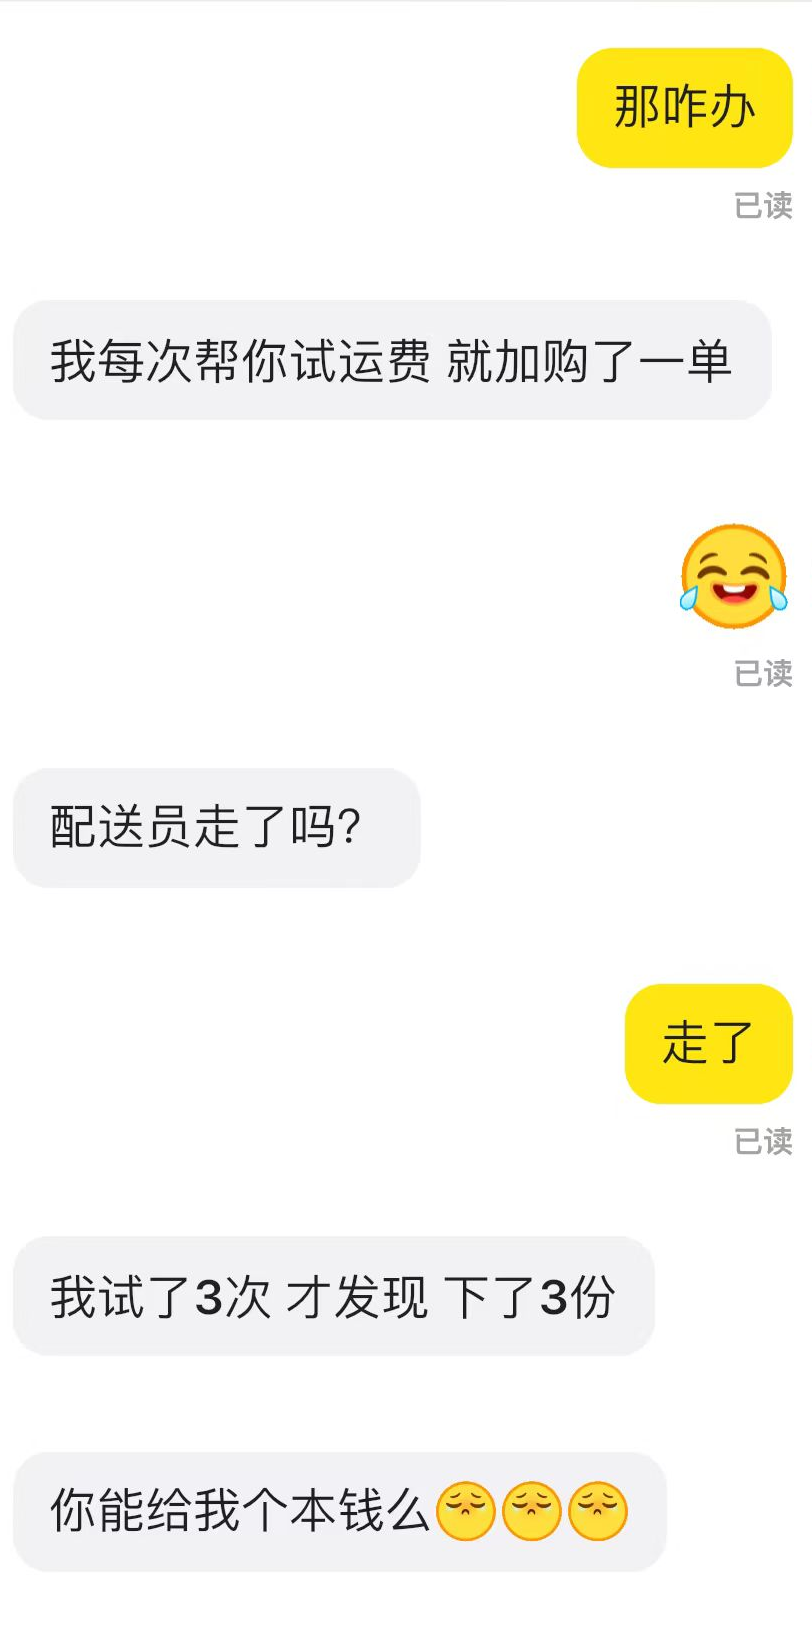 那咋办
已读
我每次帮你试运费 就加购了一单
😂
已读
配送员走了吗?
走了
已读
我试了3次 才发现 下了3份
你能给我个本钱么😔😔😔